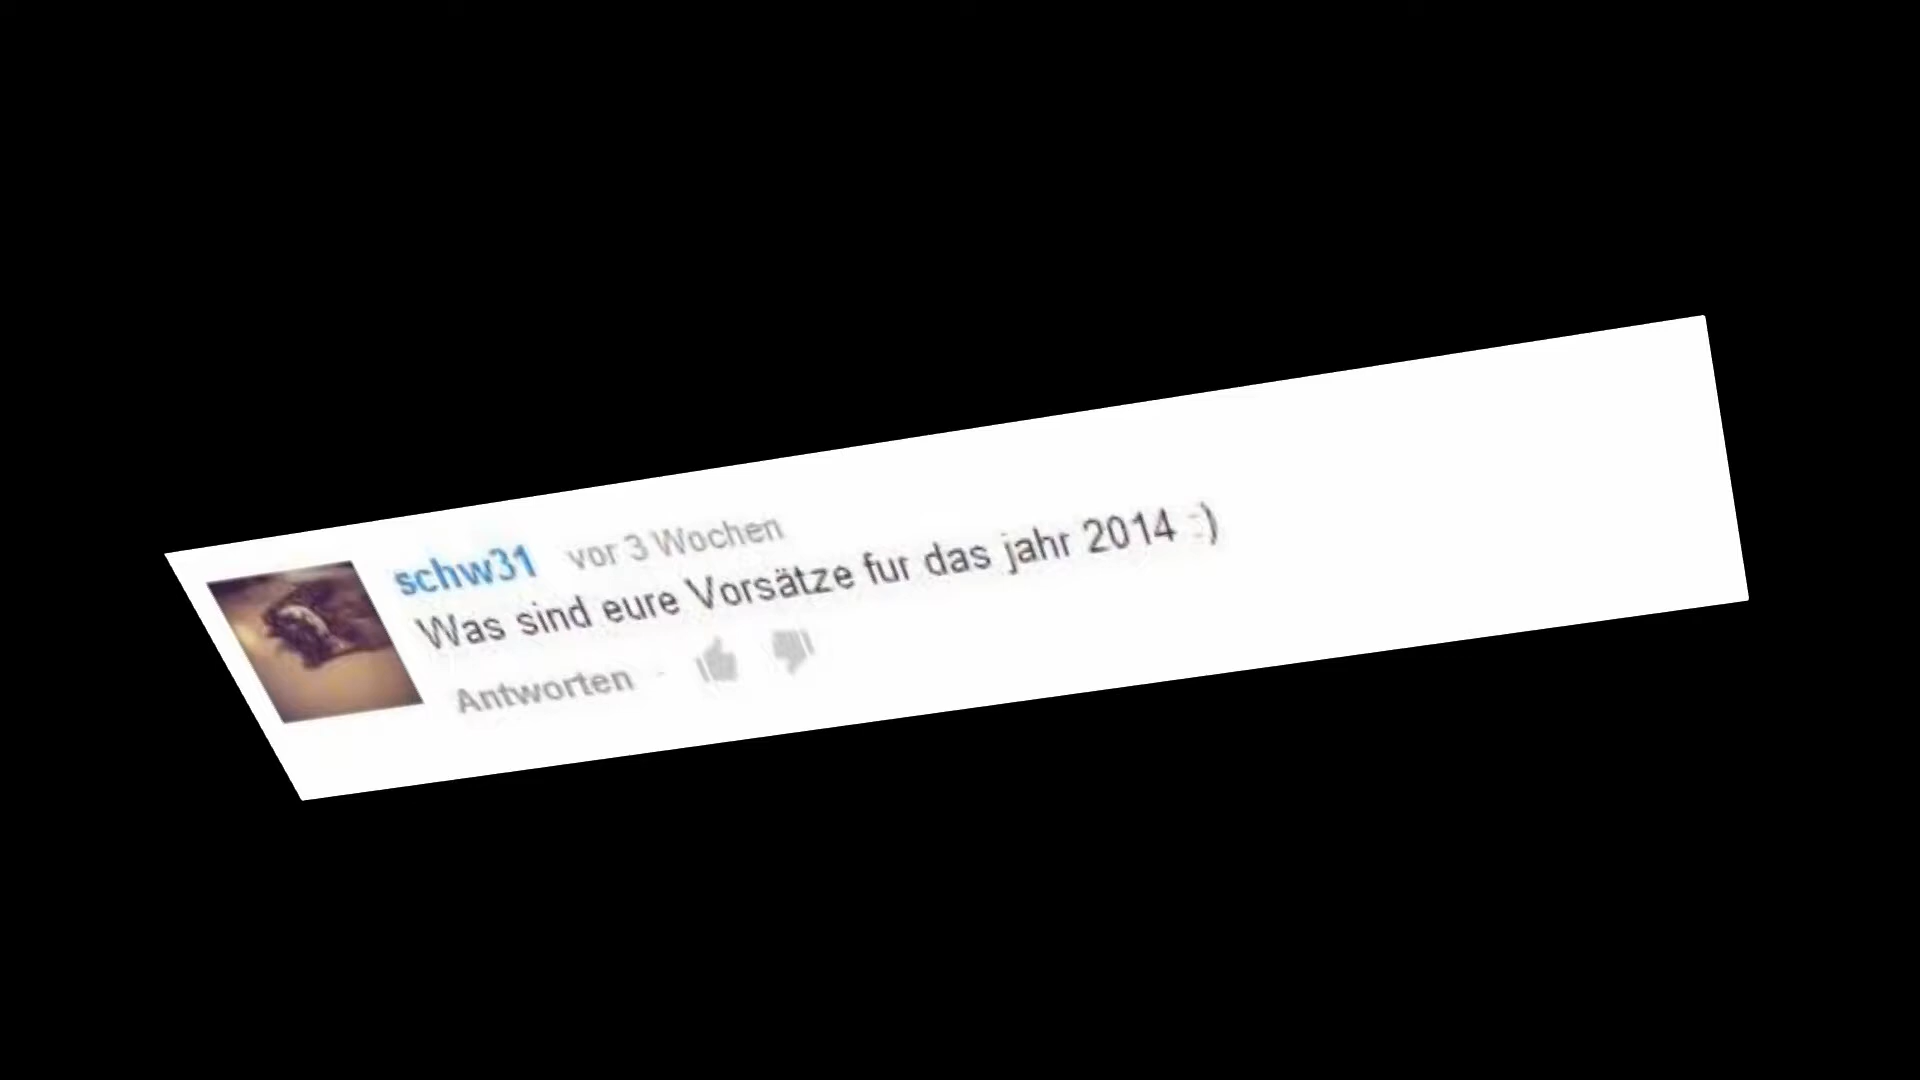 schw31 vor 3 Wochen
Was sind eure Vorsätze fur das jahr 2014 :)
Antworten